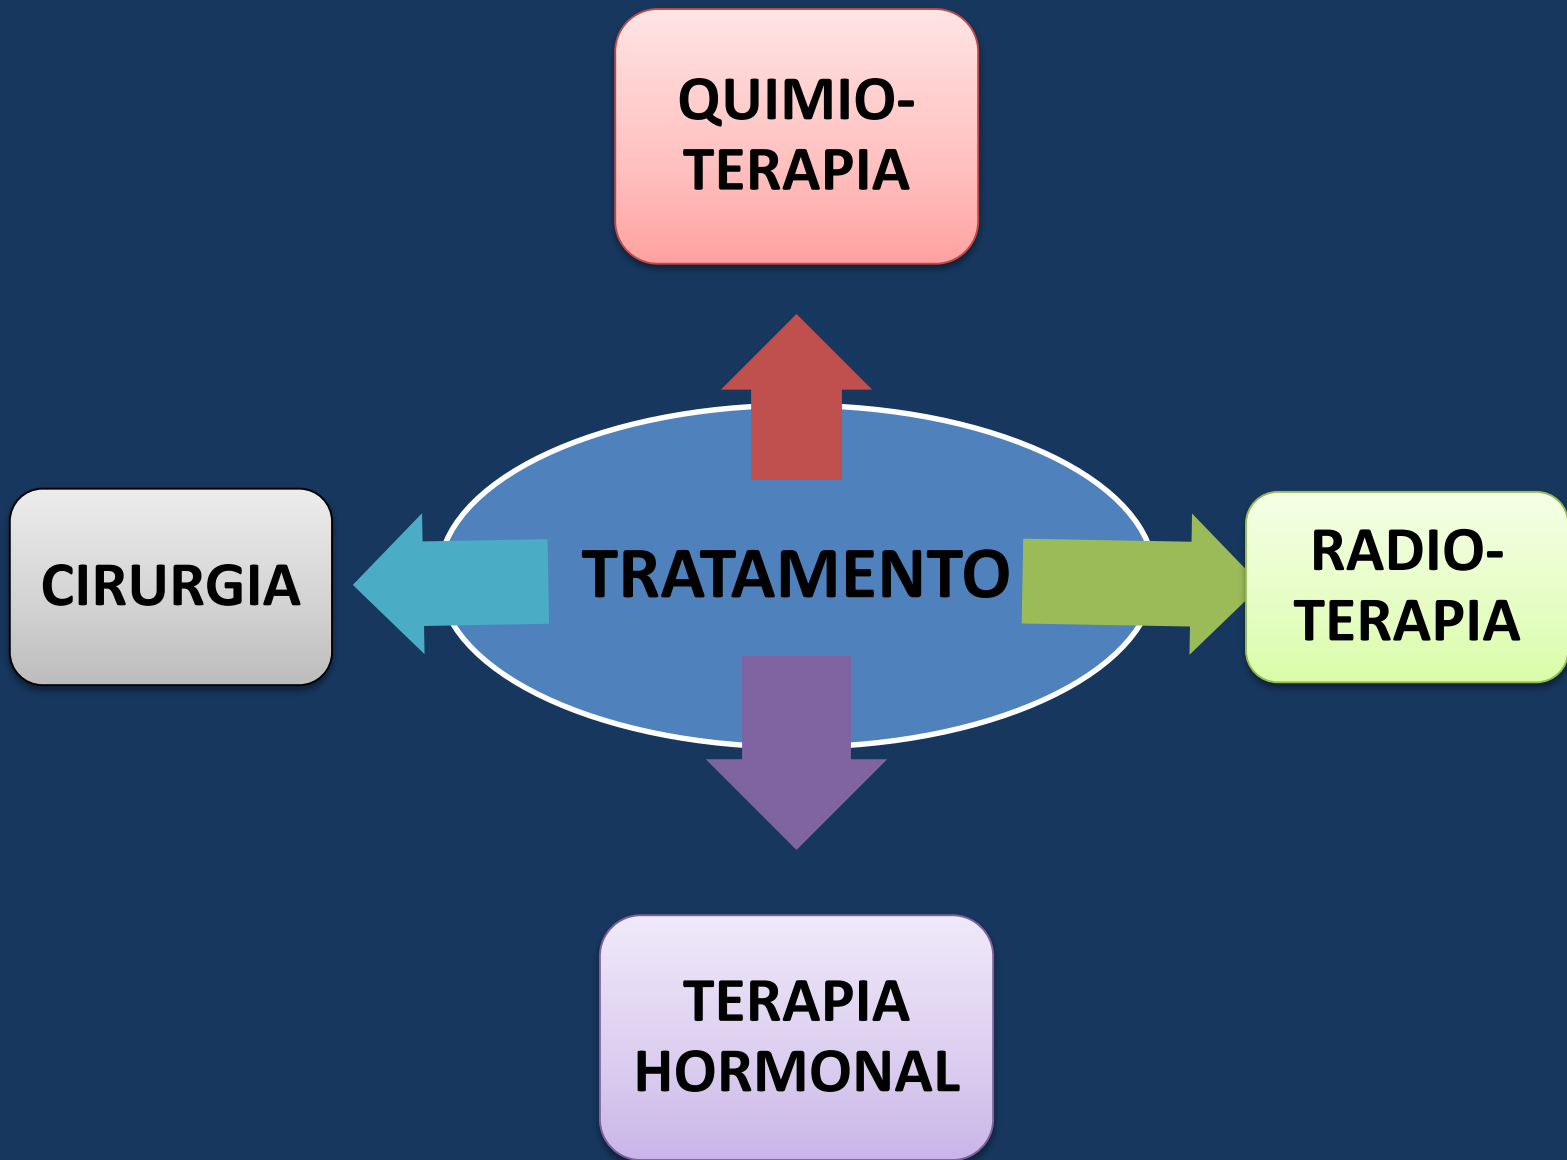 QUIMIO-
TERAPIA
CIRURGIA
TRATAMENTO
RADIO-
TERAPIA
TERAPIA
HORMONAL